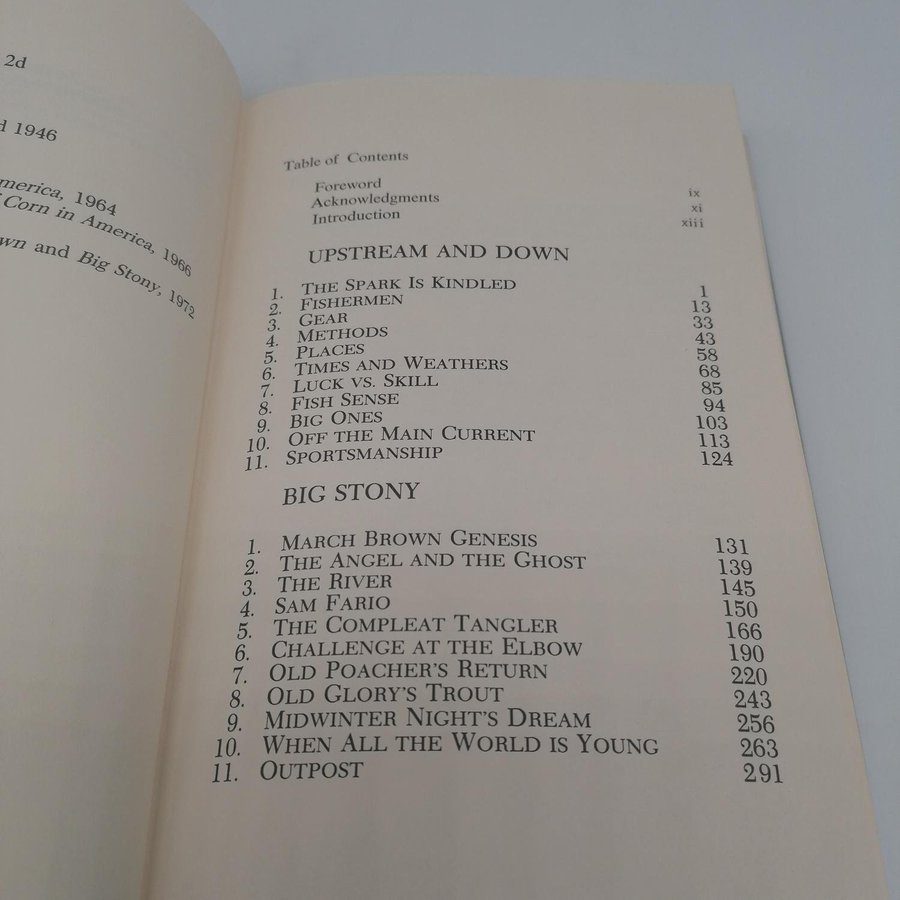 2d
1946
merica, 1964
Corn in America, 1966
wn and Big Stony, 1972
Table of Contents
Foreword ix
Acknowledgments xi
Introduction xiii
UPSTREAM AND DOWN
1. THE SPARK IS KINDLED 1
2. FISHERMEN 13
3. GEAR 33
4. METHODS 43
5. PLACES 58
6. TIMES AND WEATHERS 68
7. LUCK VS. SKILL 85
8. FISH SENSE 94
9. BIG ONES 103
10. OFF THE MAIN CURRENT 113
11. SPORTSMANSHIP 124
BIG STONY
1. MARCH BROWN GENESIS 131
2. THE ANGEL AND THE GHOST 139
3. THE RIVER 145
4. SAM FARIO 150
5. THE COMPLEAT TANGLER 166
6. CHALLENGE AT THE ELBOW 190
7. OLD POACHER'S RETURN 220
8. OLD GLORY'S TROUT 243
9. MIDWINTER NIGHT'S DREAM 256
10. WHEN ALL THE WORLD IS YOUNG 263
11. OUTPOST 291